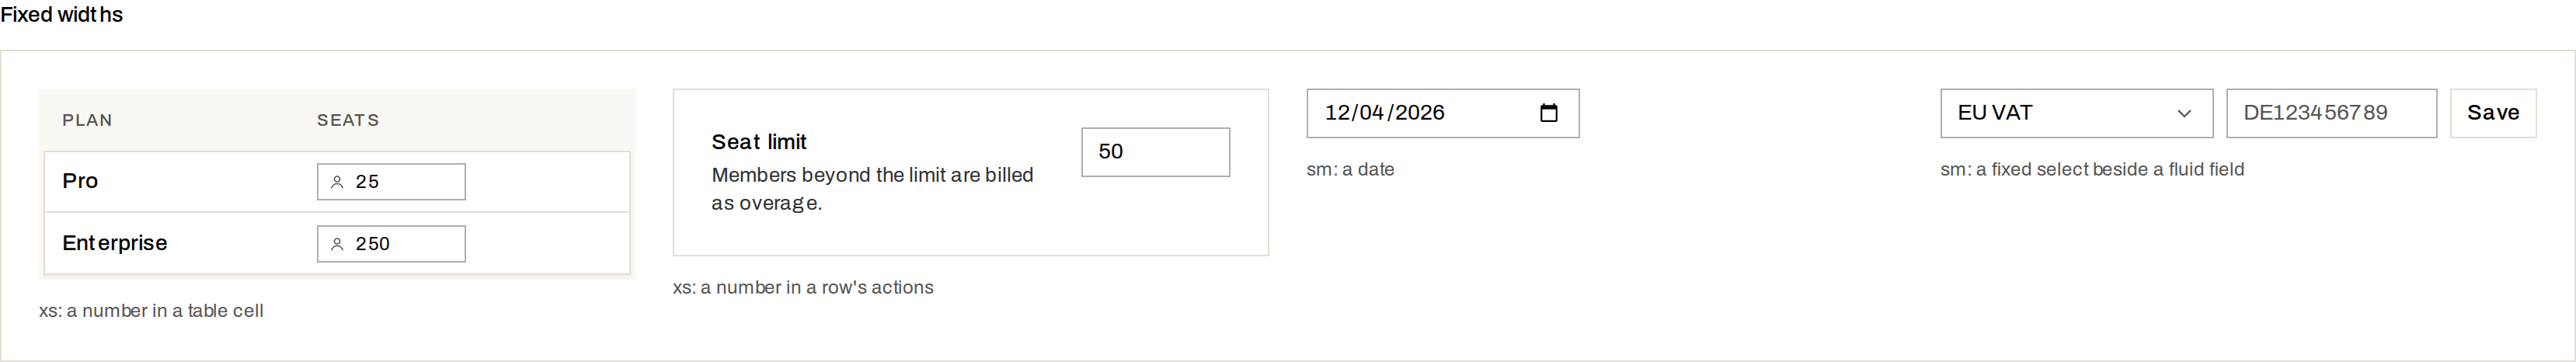 Fixed widths
PLAN SEATS
Pro 25
Enterprise 250
xs: a number in a table cell
Seat limit
Members beyond the limit are billed
as overage.
50
xs: a number in a row's actions
12/04/2026
sm: a date
EU VAT DE123456789 Save
sm: a fixed select beside a fluid field